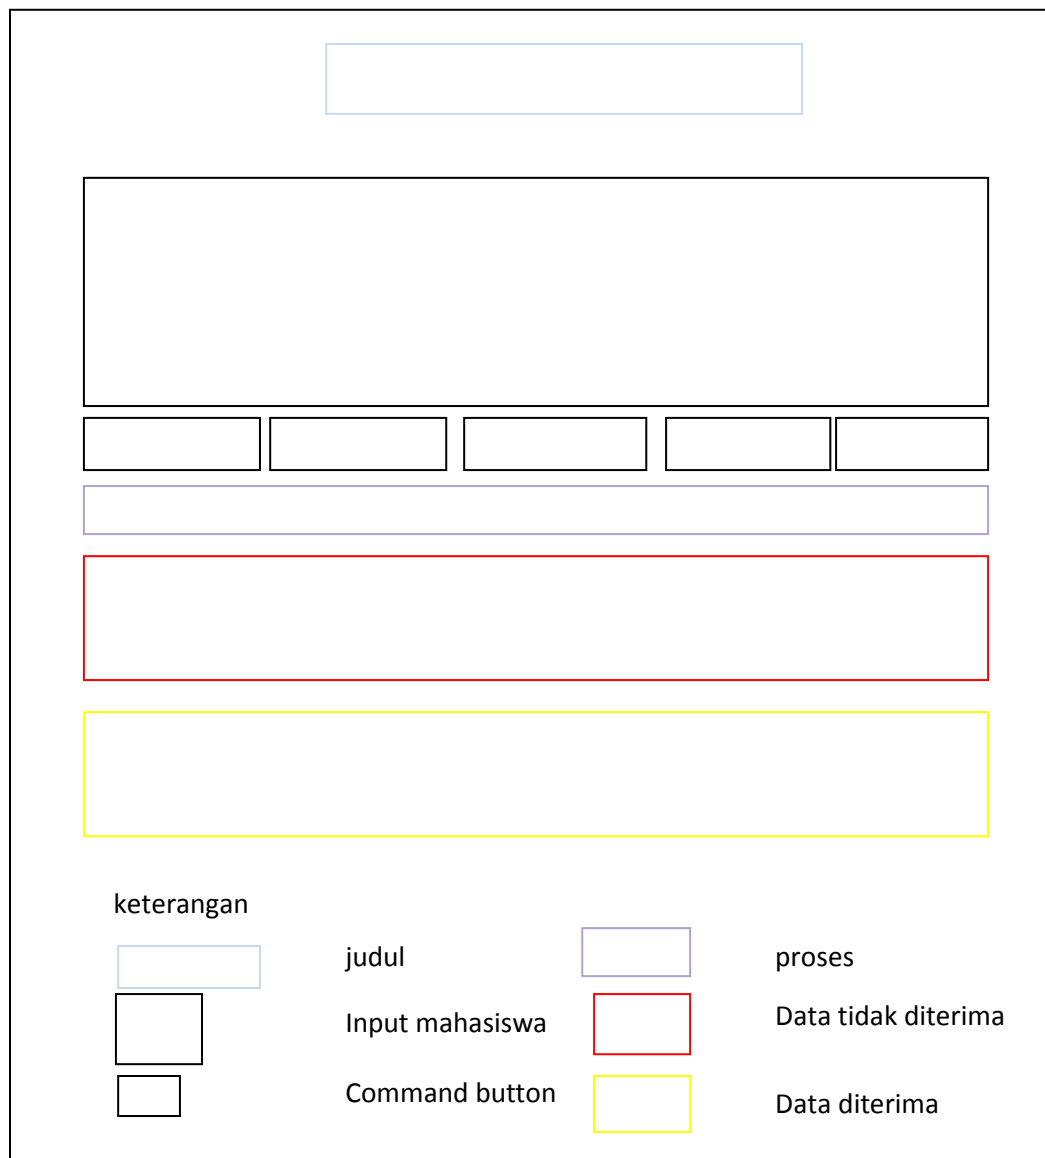 keterangan
judul
proses
Input mahasiswa
Data tidak diterima
Command button
Data diterima